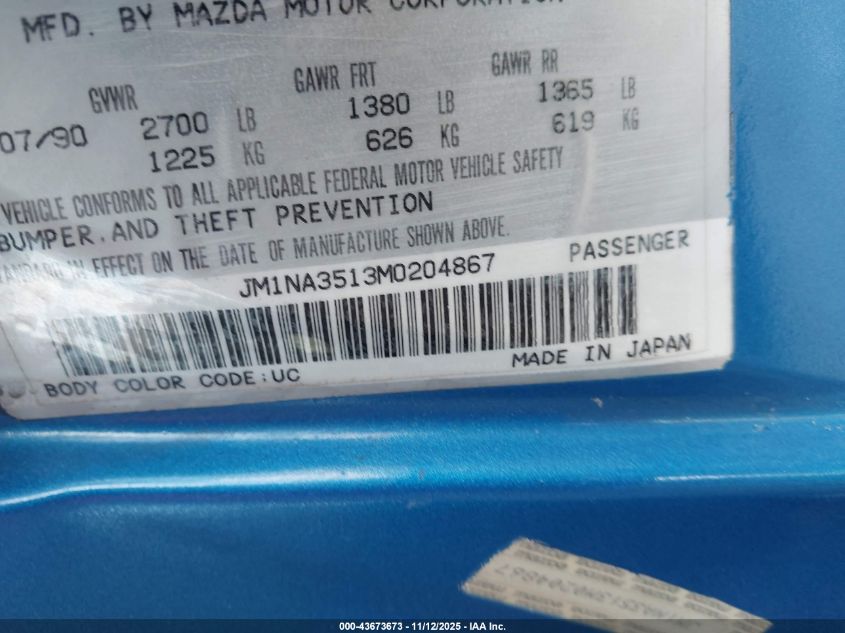 MFD. BY MAZDA MOTOR CORPORATION
GVWR GAWR FRT GAWR RR
07/90 2700 LB 1380 LB 1365 LB
1225 KG 626 KG 619 KG
VEHICLE CONFORMS TO ALL APPLICABLE FEDERAL MOTOR VEHICLE SAFETY
BUMPER, AND THEFT PREVENTION
STANDARD IN EFFECT ON THE DATE OF MANUFACTURE SHOWN ABOVE.
JM1NA3513M0204867 PASSENGER
BODY COLOR CODE:UC MADE IN JAPAN
000-43673673 - 11/12/2025 - IAA Inc.